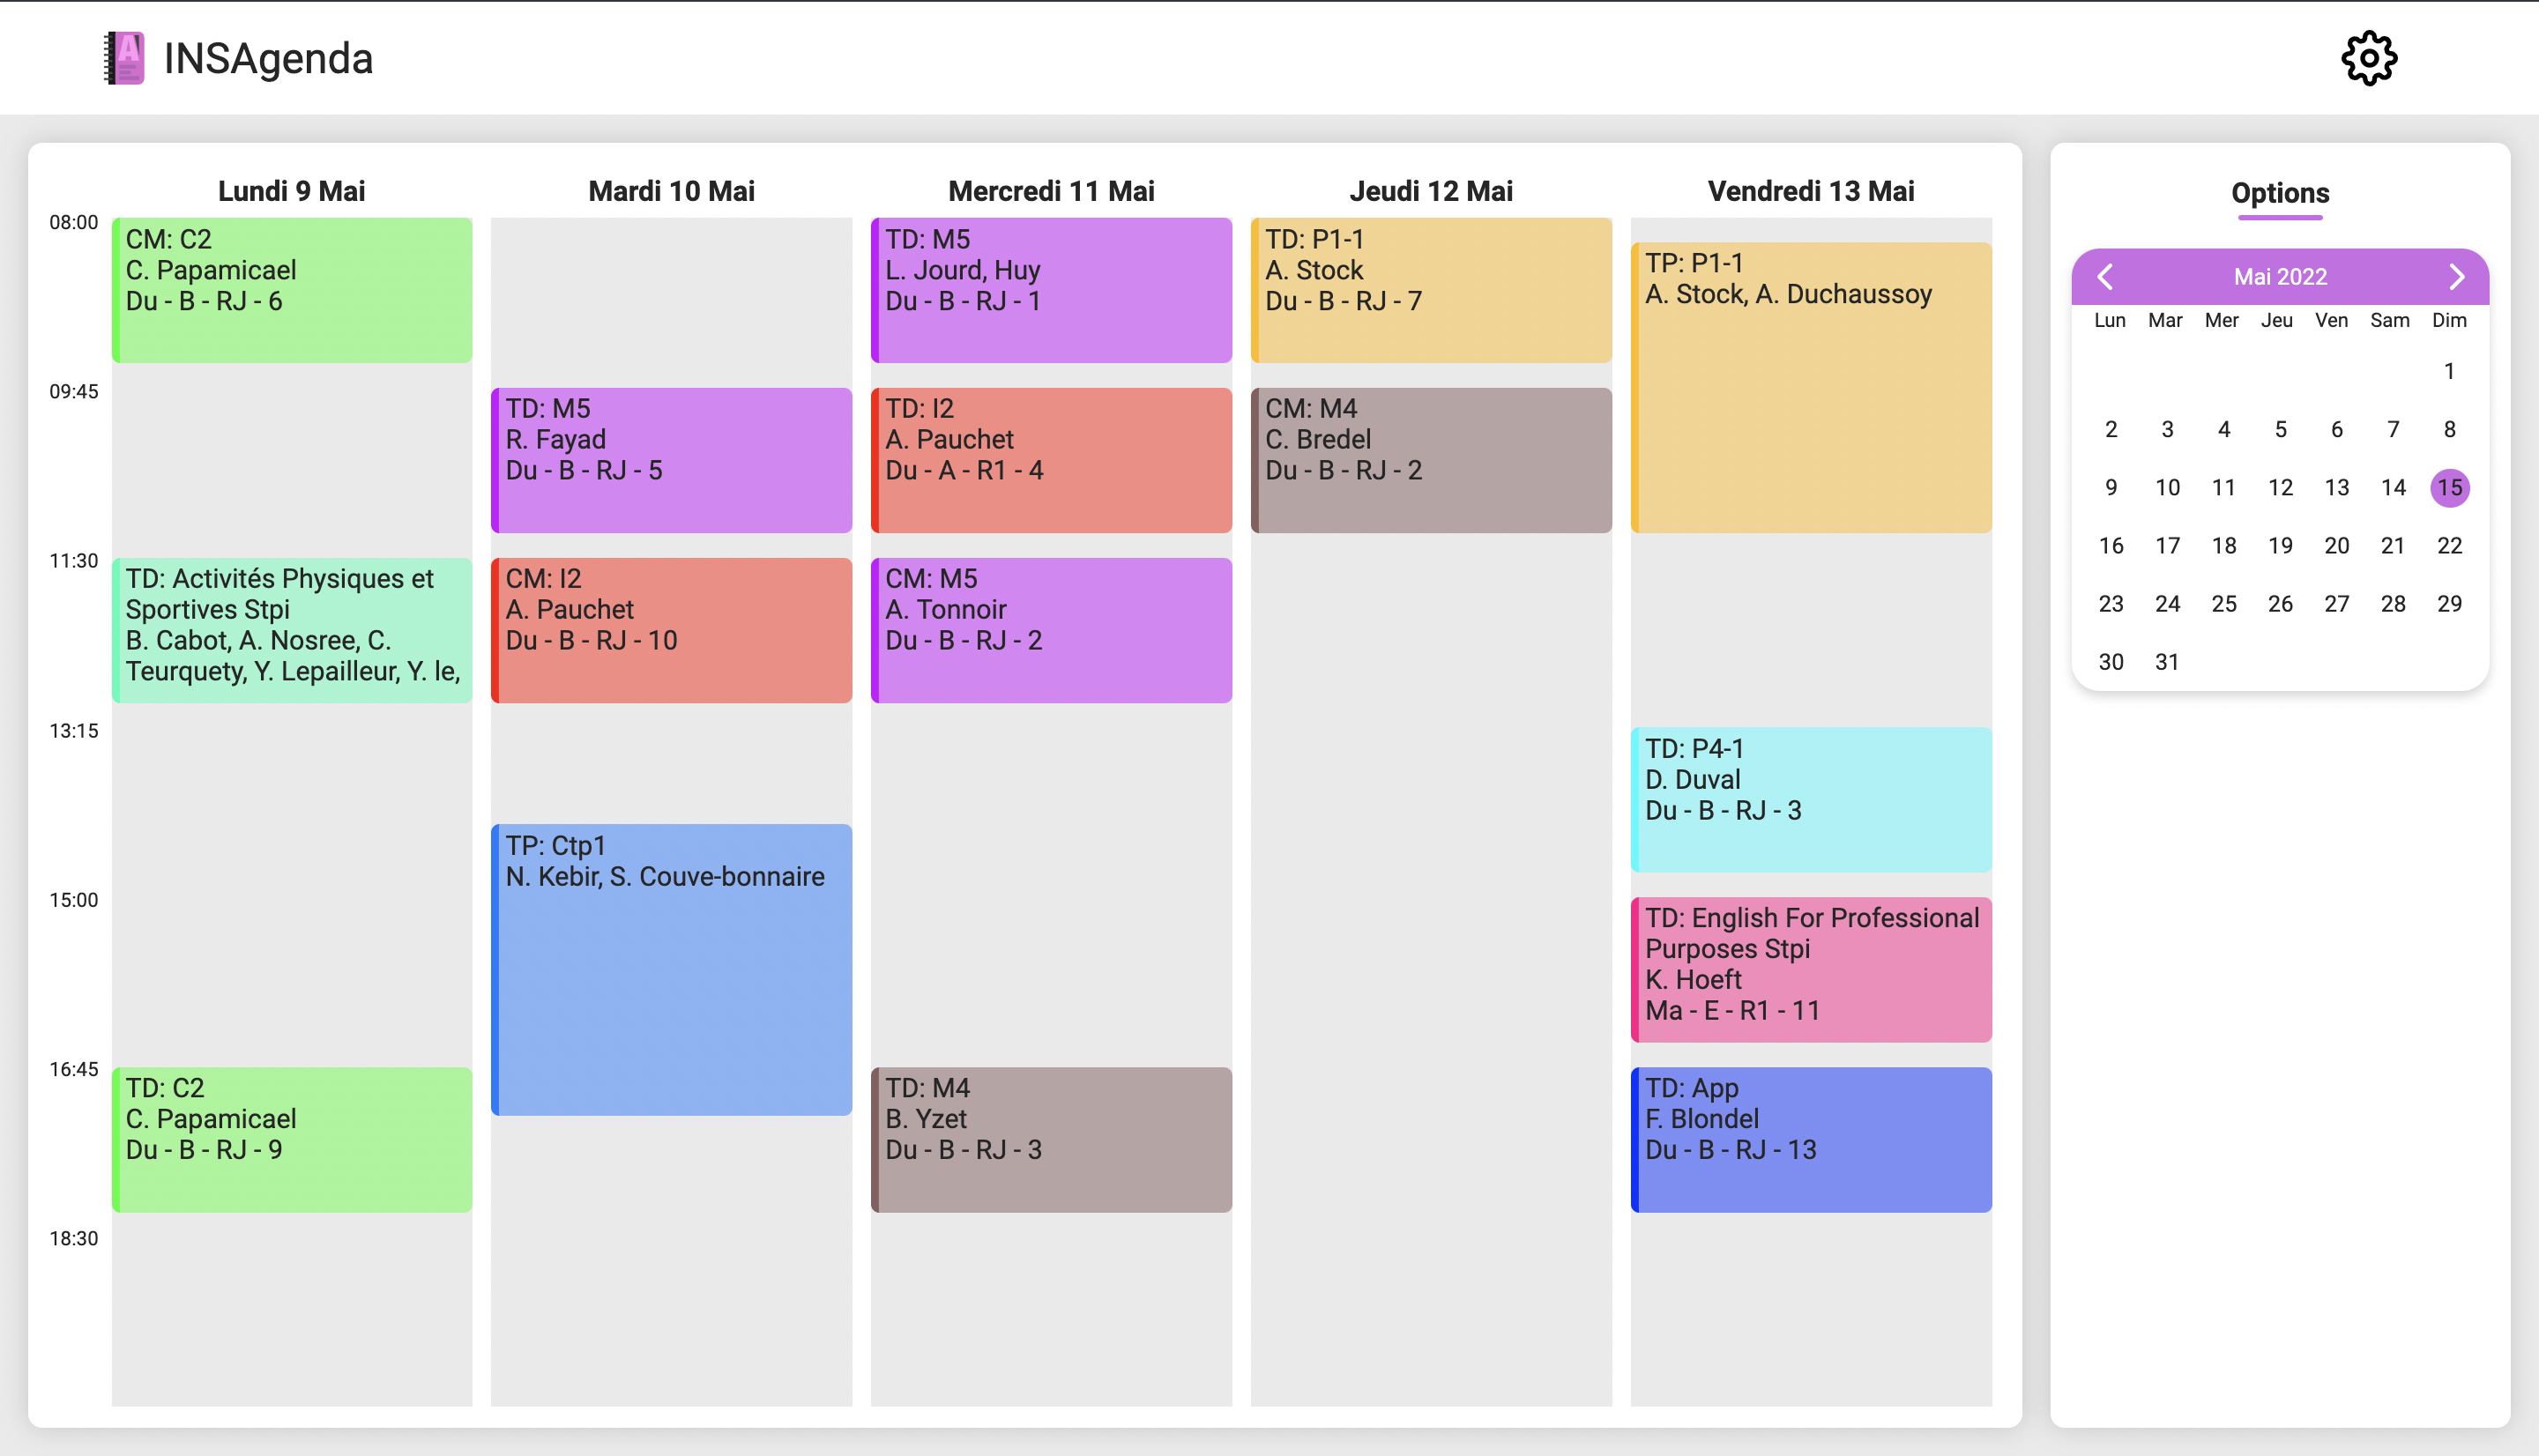 INSAgenda
Lundi 9 Mai
Mardi 10 Mai
Mercredi 11 Mai
Jeudi 12 Mai
Vendredi 13 Mai
08:00
09:45
11:30
13:15
15:00
16:45
18:30
CM: C2
C. Papamicael
Du - B - RJ - 6
TD: Activités Physiques et
Sportives Stpi
B. Cabot, A. Nosree, C.
Teurquety, Y. Lepailleur, Y. le,
TD: C2
C. Papamicael
Du - B - RJ - 9
TD: M5
R. Fayad
Du - B - RJ - 5
CM: I2
A. Pauchet
Du - B - RJ - 10
TP: Ctp1
N. Kebir, S. Couve-bonnaire
TD: M5
L. Jourd, Huy
Du - B - RJ - 1
TD: I2
A. Pauchet
Du - A - R1 - 4
CM: M5
A. Tonnoir
Du - B - RJ - 2
TD: M4
B. Yzet
Du - B - RJ - 3
TD: P1-1
A. Stock
Du - B - RJ - 7
CM: M4
C. Bredel
Du - B - RJ - 2
TP: P1-1
A. Stock, A. Duchaussoy
TD: P4-1
D. Duval
Du - B - RJ - 3
TD: English For Professional
Purposes Stpi
K. Hoeft
Ma - E - R1 - 11
TD: App
F. Blondel
Du - B - RJ - 13
Options
Mai 2022
Lun Mar Mer Jeu Ven Sam Dim
1
2 3 4 5 6 7 8
9 10 11 12 13 14 15
16 17 18 19 20 21 22
23 24 25 26 27 28 29
30 31